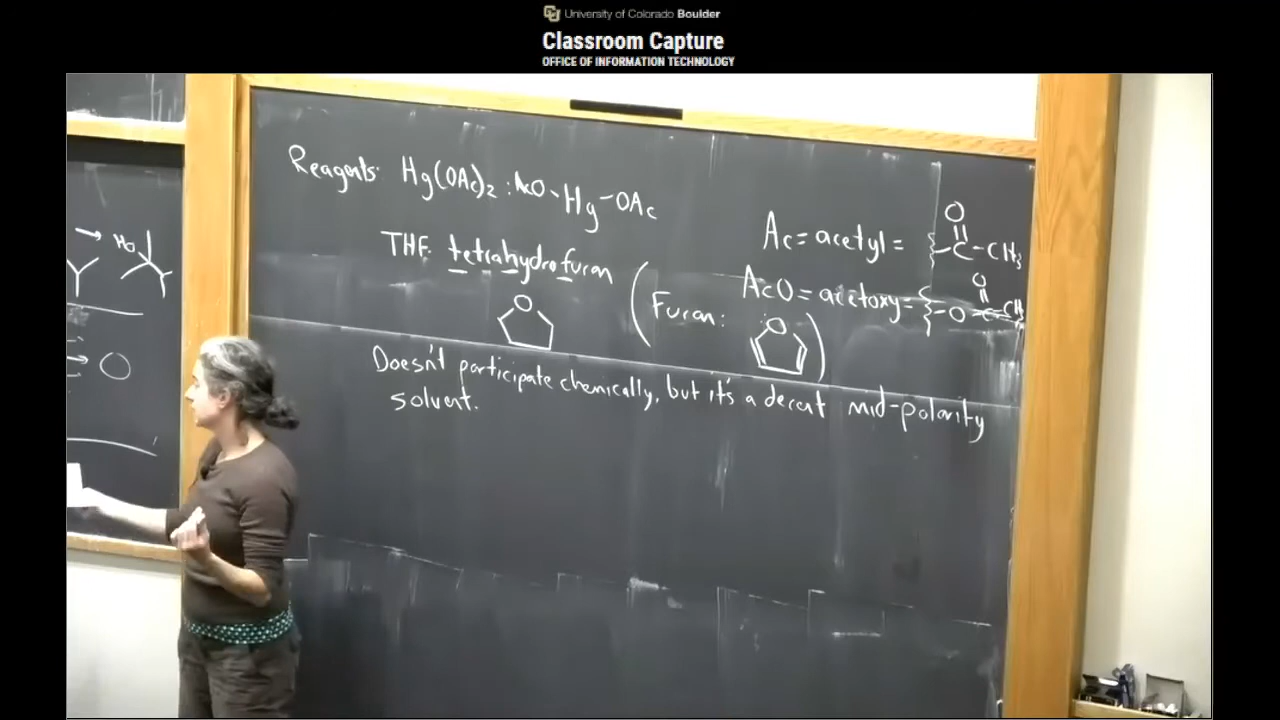 University of Colorado Boulder
Classroom Capture
OFFICE OF INFORMATION TECHNOLOGY
Reagents: Hg(OAc)2 : AcO-Hg-OAc
Ac = acetyl = O C-CH3
THF: tetrahydrofuran
O
(Furan: O)
AcO = acetoxy = -O C CH3 O
Doesn't participate chemically, but it's a decent mid-polarity
solvent.
HO